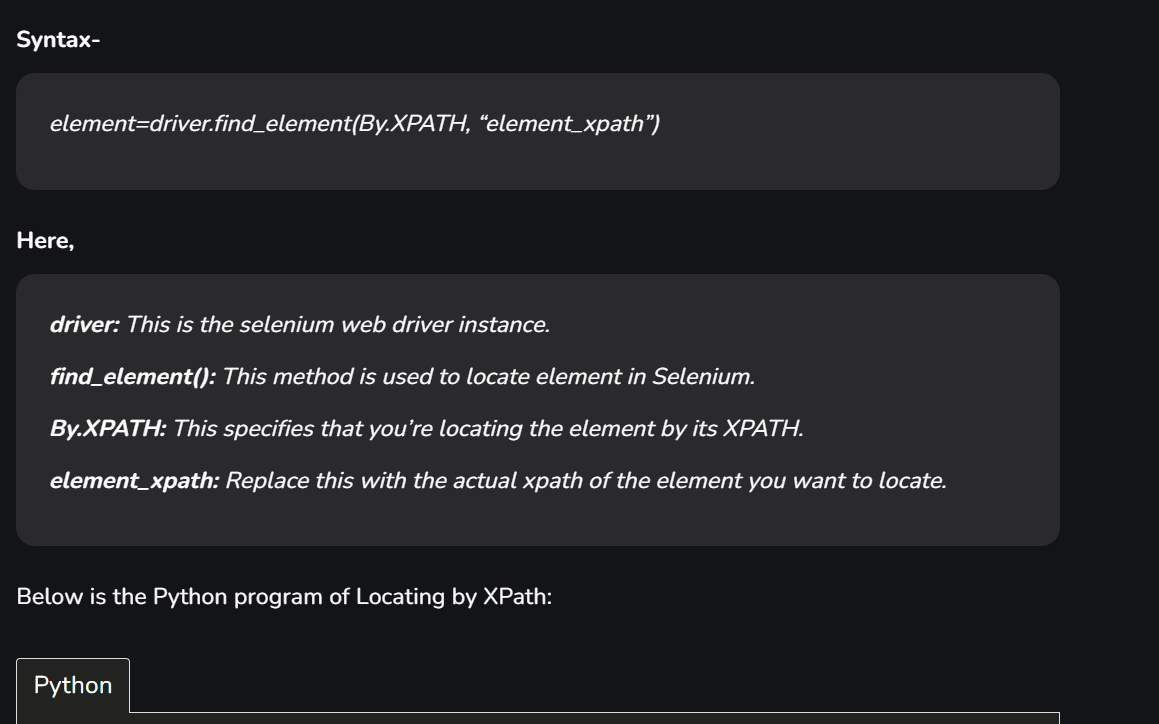 Syntax-
element=driver.find_element(By.XPATH, “element_xpath”)
Here,
driver: This is the selenium web driver instance.
find_element(): This method is used to locate element in Selenium.
By.XPATH: This specifies that you’re locating the element by its XPATH.
element_xpath: Replace this with the actual xpath of the element you want to locate.
Below is the Python program of Locating by XPath:
Python